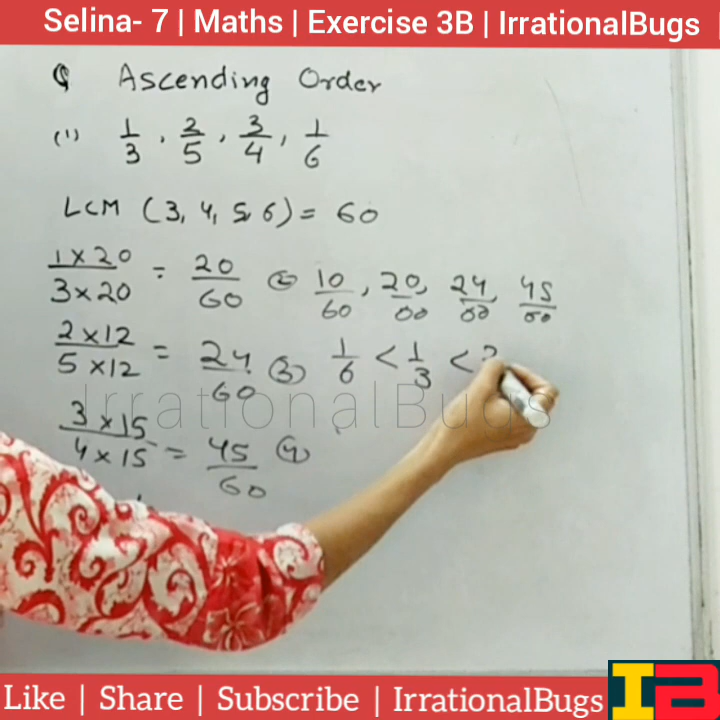 Selina- 7 | Maths | Exercise 3B | IrrationalBugs
Q Ascending Order
(1) 1/3, 2/5, 3/4, 1/6
LCM (3, 4, 5, 6) = 60
1×20/3×20 = 20/60 ② 10/60, 20/60, 24/60, 45/60
2×12/5×12 = 24/60 ③ 1/6 < 1/3 <
IrrationalBugs
3×15/4×15 = 45/60 ④
Like | Share | Subscribe | IrrationalBugs
IB